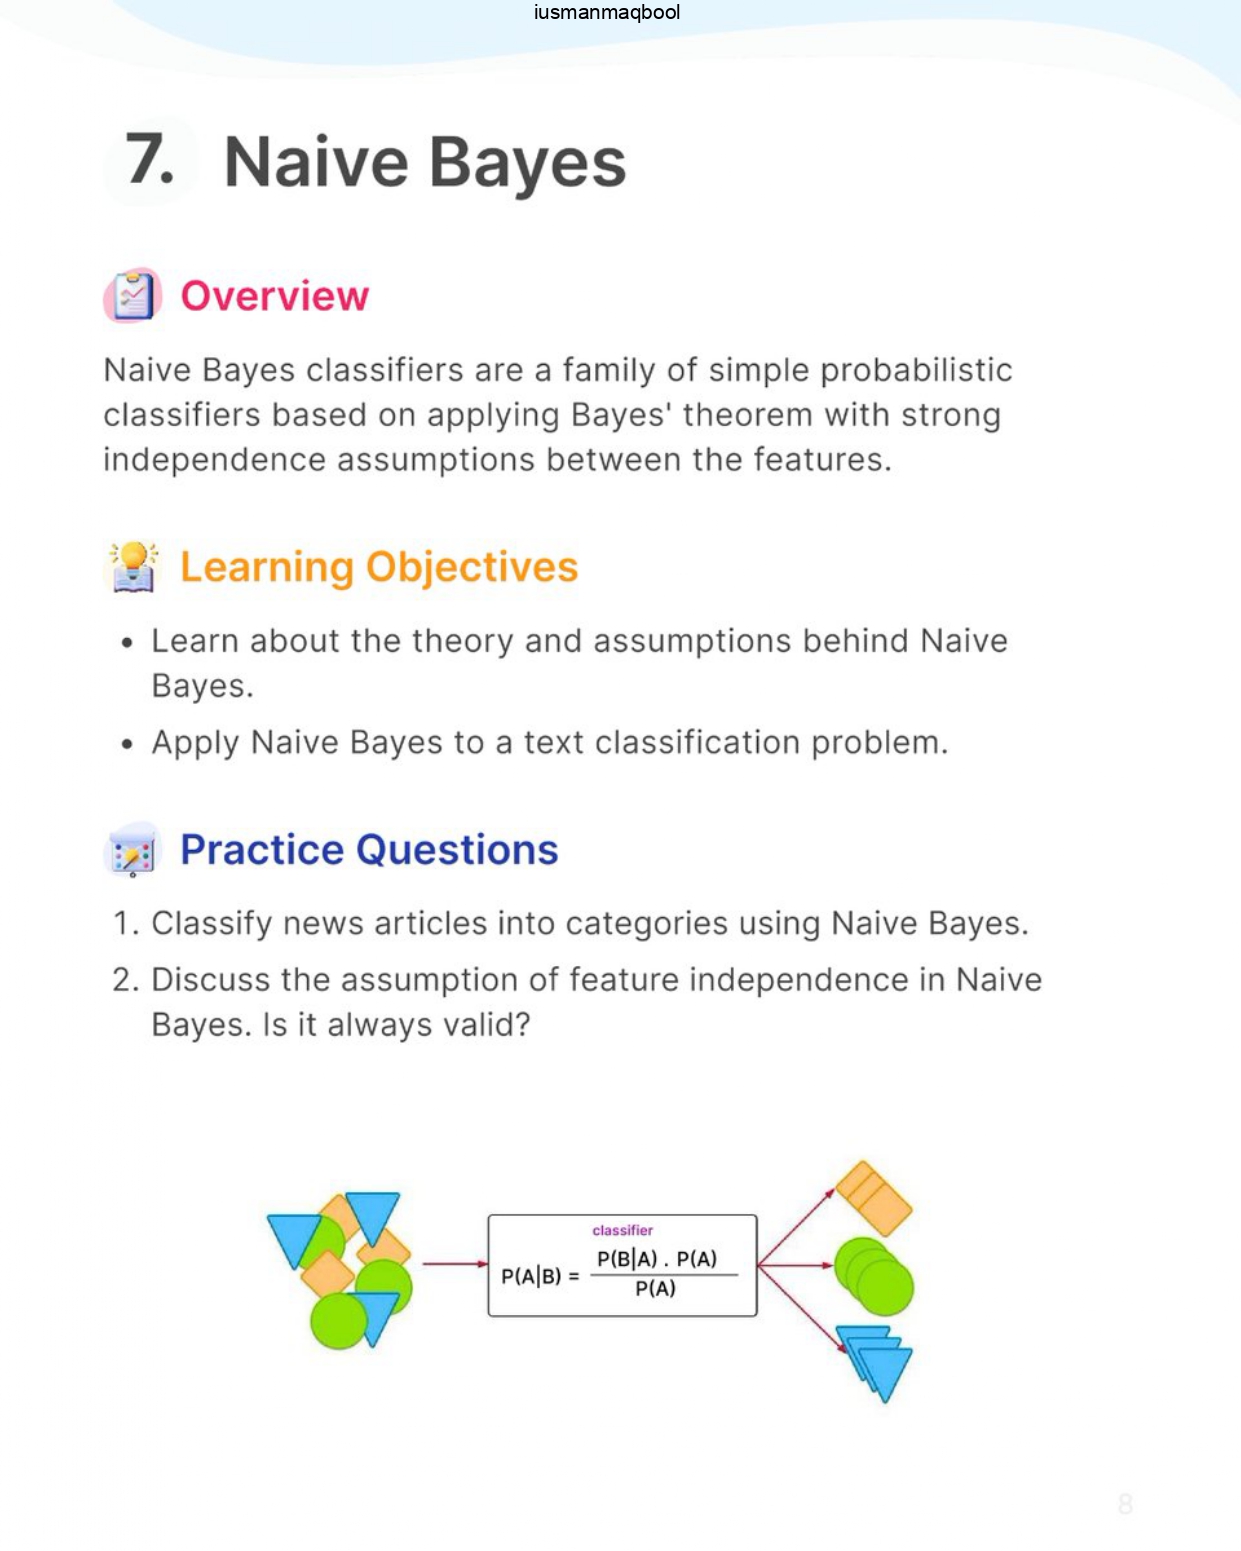 iusmanmaqbool
7. Naive Bayes
Overview
Naive Bayes classifiers are a family of simple probabilistic
classifiers based on applying Bayes' theorem with strong
independence assumptions between the features.
Learning Objectives
• Learn about the theory and assumptions behind Naive
Bayes.
• Apply Naive Bayes to a text classification problem.
Practice Questions
1. Classify news articles into categories using Naive Bayes.
2. Discuss the assumption of feature independence in Naive
Bayes. Is it always valid?
classifier
P(B|A) . P(A)
P(A|B) =
P(A)
8